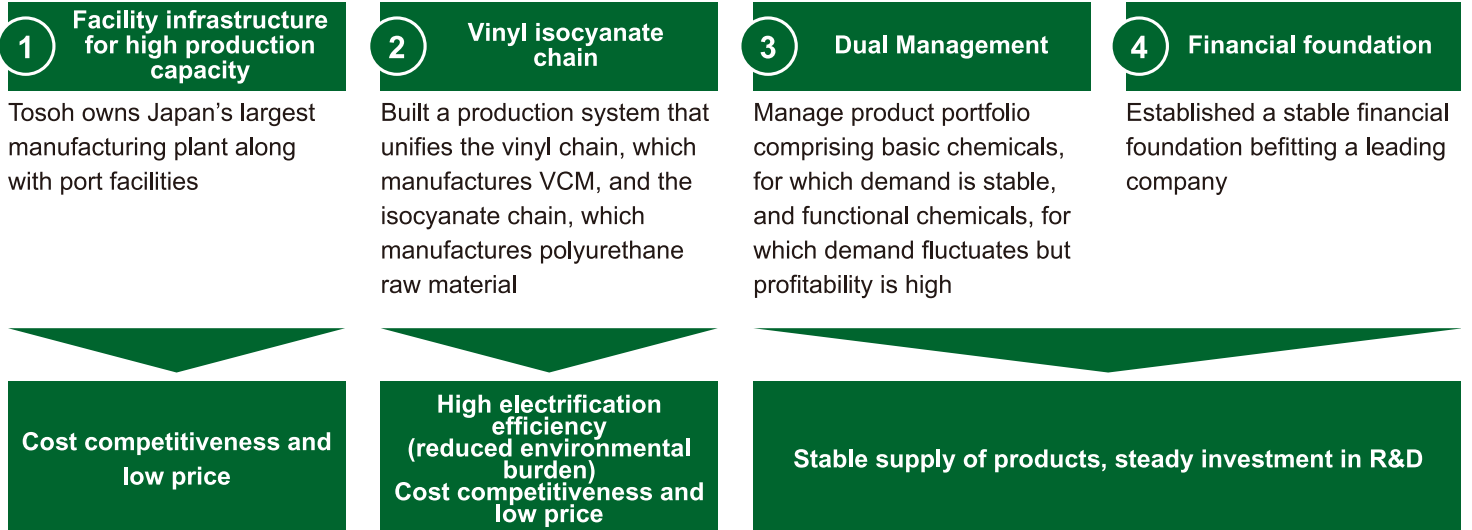 1
Facility infrastructure
for high production
capacity
Tosoh owns Japan's largest
manufacturing plant along
with port facilities
Cost competitiveness and
low price
2
Vinyl isocyanate
chain
Built a production system that
unifies the vinyl chain, which
manufactures VCM, and the
isocyanate chain, which
manufactures polyurethane
raw material
High electrification
efficiency
(reduced environmental
burden)
Cost competitiveness and
low price
3
Dual Management
Manage product portfolio
comprising basic chemicals,
for which demand is stable,
and functional chemicals, for
which demand fluctuates but
profitability is high
4
Financial foundation
Established a stable financial
foundation befitting a leading
company
Stable supply of products, steady investment in R&D